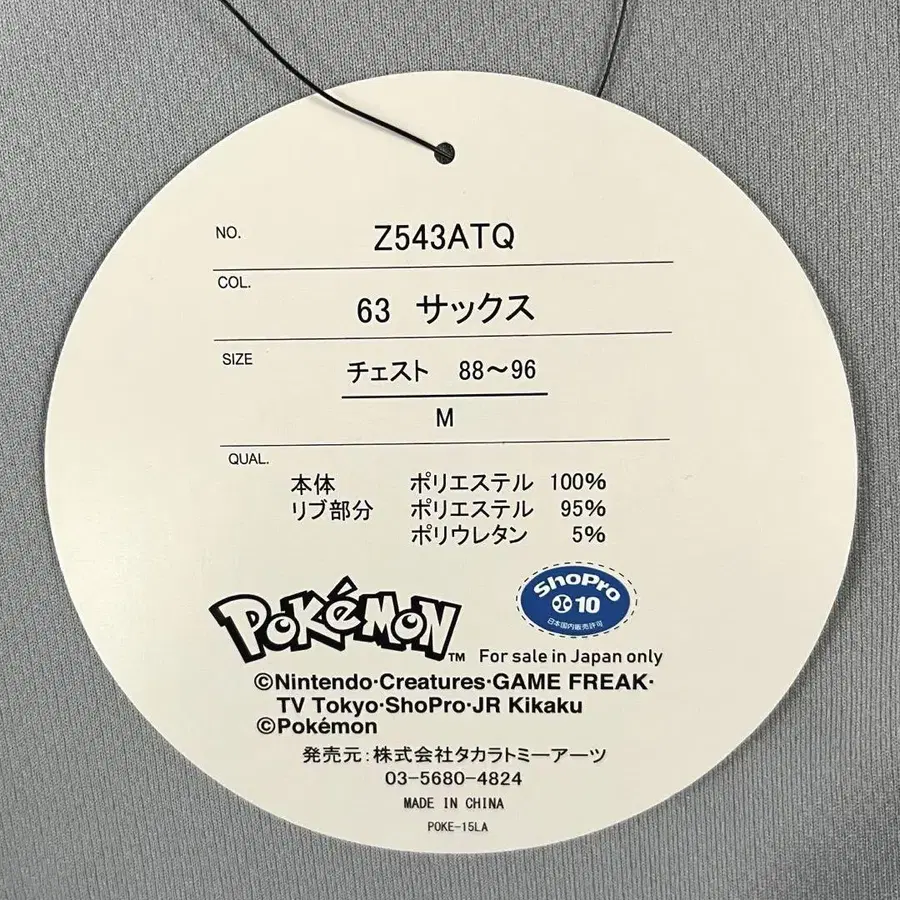 NO. Z543ATQ
COL. 63 サックス
SIZE チェスト 88～96
M
QUAL.
本体 ポリエステル 100%
リブ部分 ポリエステル 95%
ポリウレタン 5%
ShoPro
10
日本国内販売許可
POKéMON TM For sale in Japan only
©Nintendo·Creatures·GAME FREAK·
TV Tokyo·ShoPro·JR Kikaku
©Pokémon
発売元:株式会社タカラトミーアーツ
03-5680-4824
MADE IN CHINA
POKE-15LA